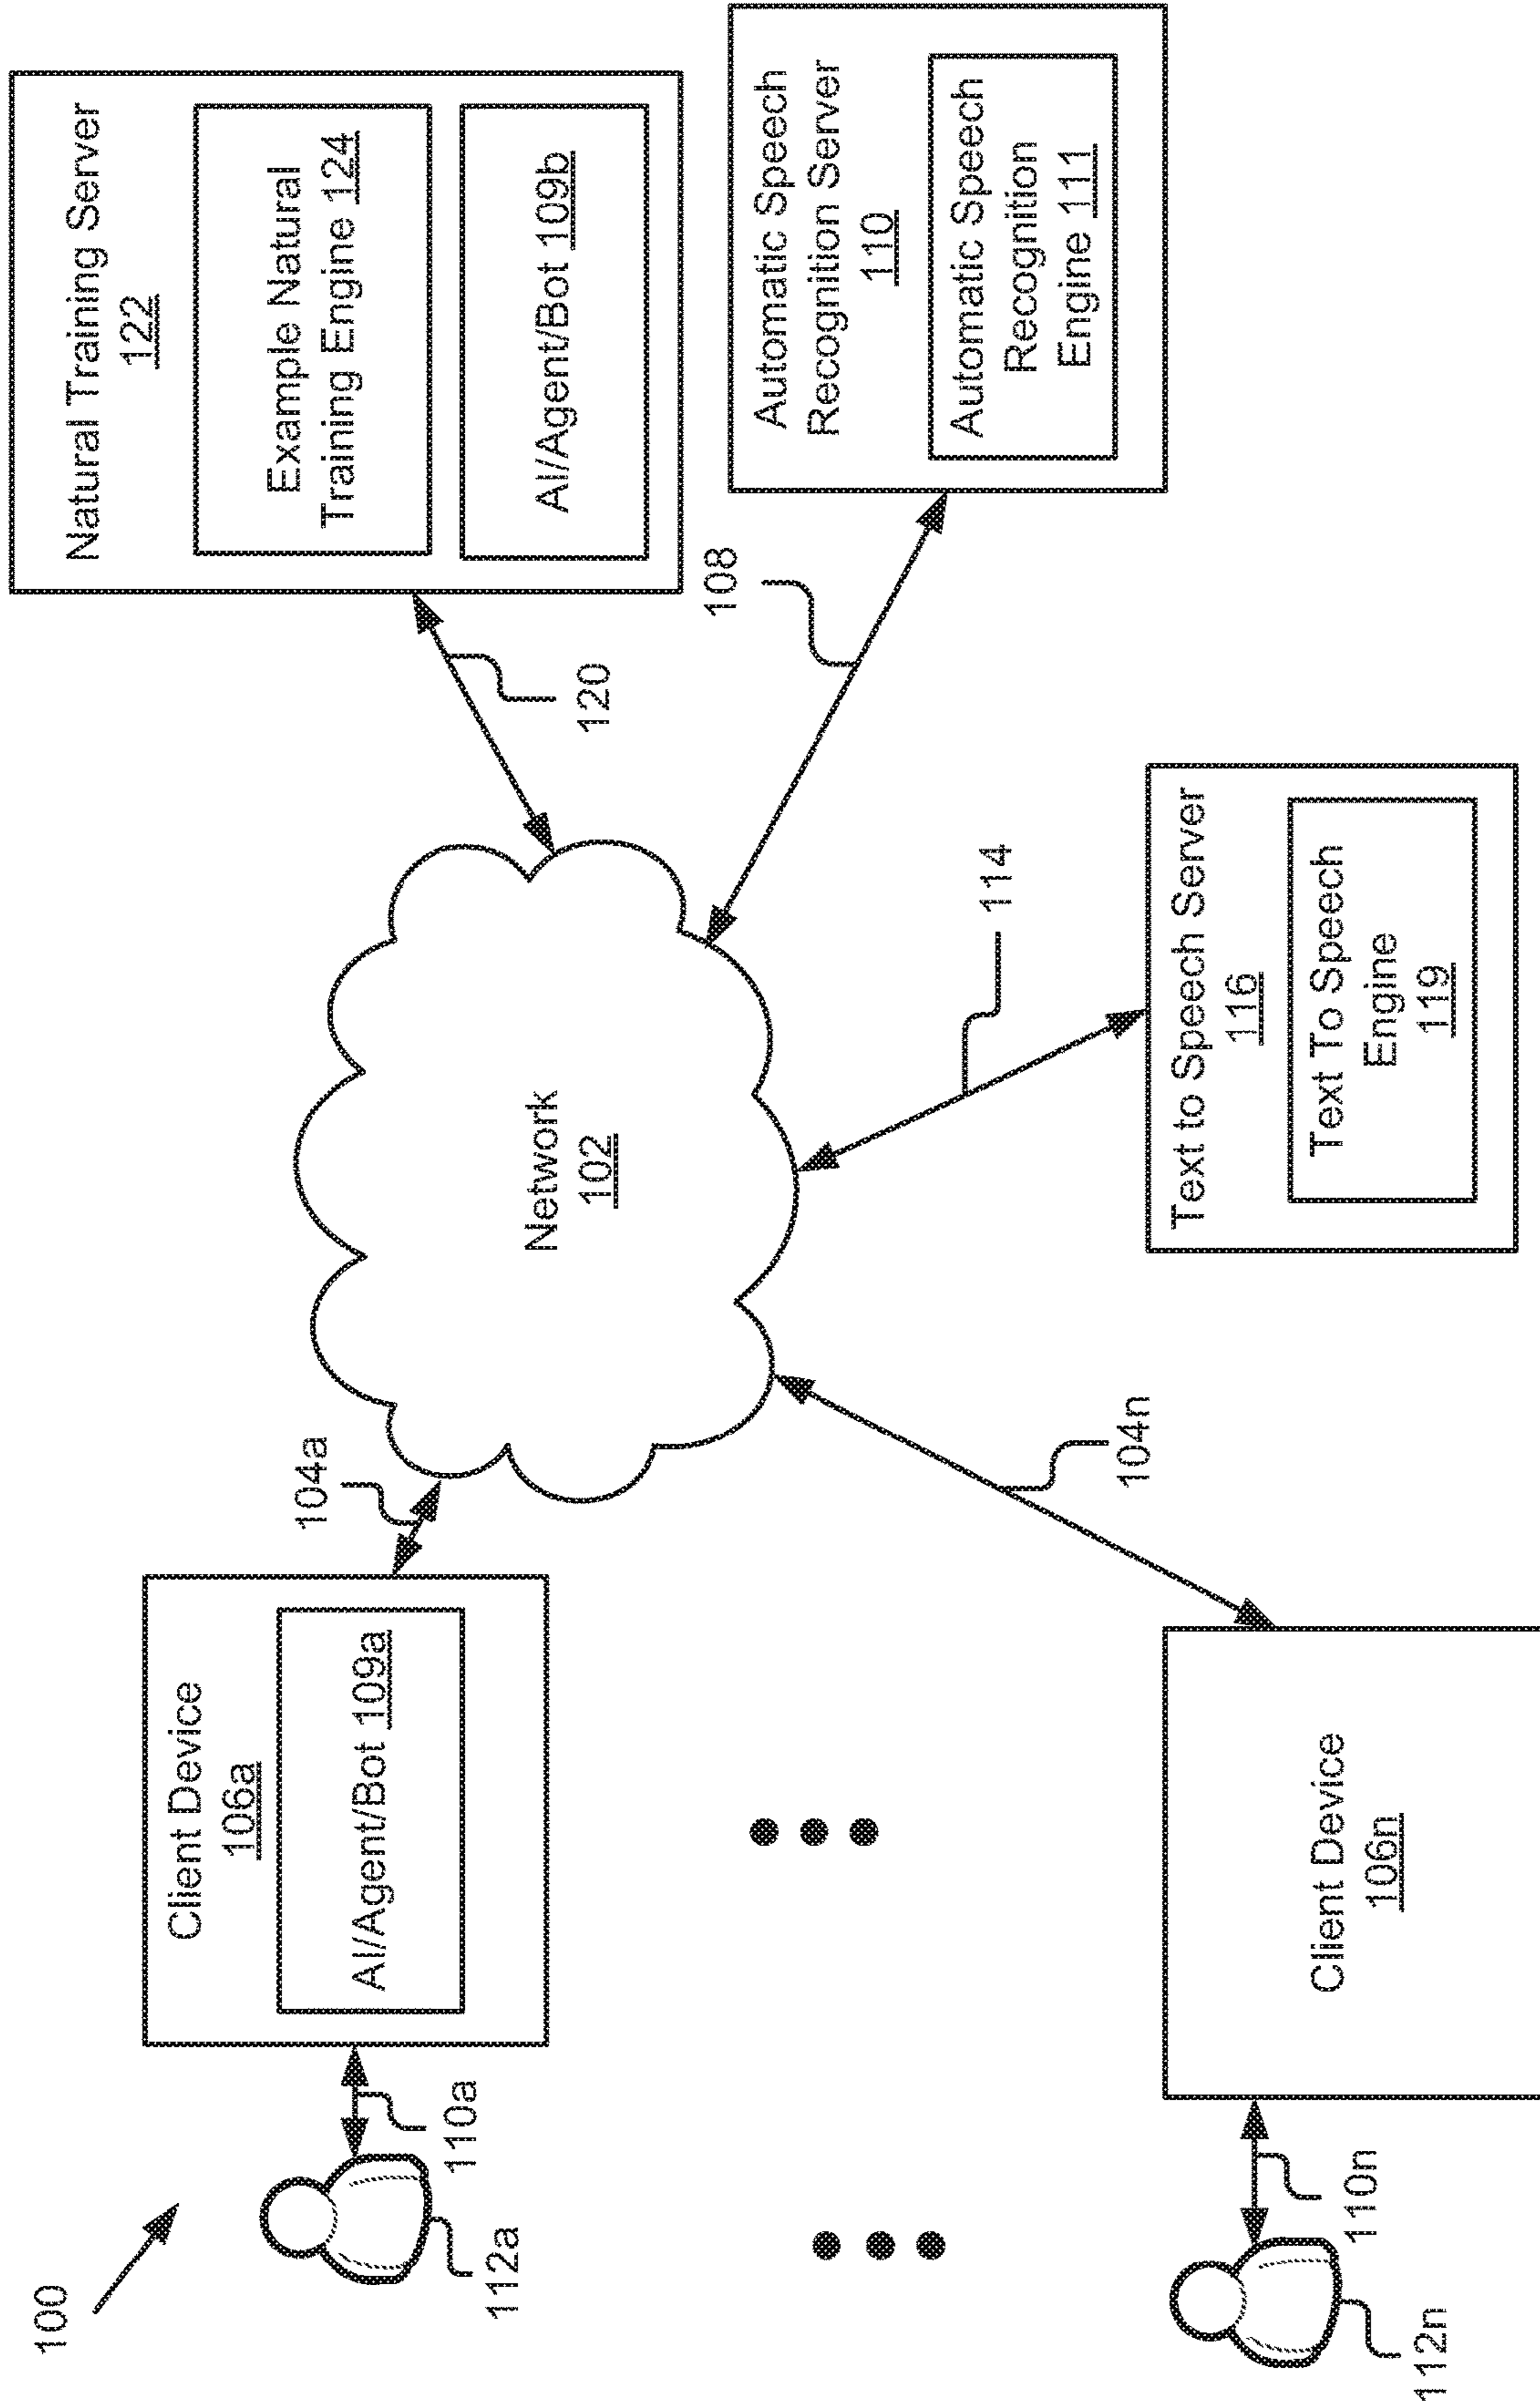 100
112a
110a
Client Device
106a
AI/Agent/Bot 109a
104a
Network
102
120
Natural Training Server
122
Example Natural
Training Engine 124
AI/Agent/Bot 109b
108
Automatic Speech
Recognition Server
110
Automatic Speech
Recognition
Engine 111
114
Text to Speech Server
116
Text To Speech
Engine
119
104n
Client Device
106n
110n
112n